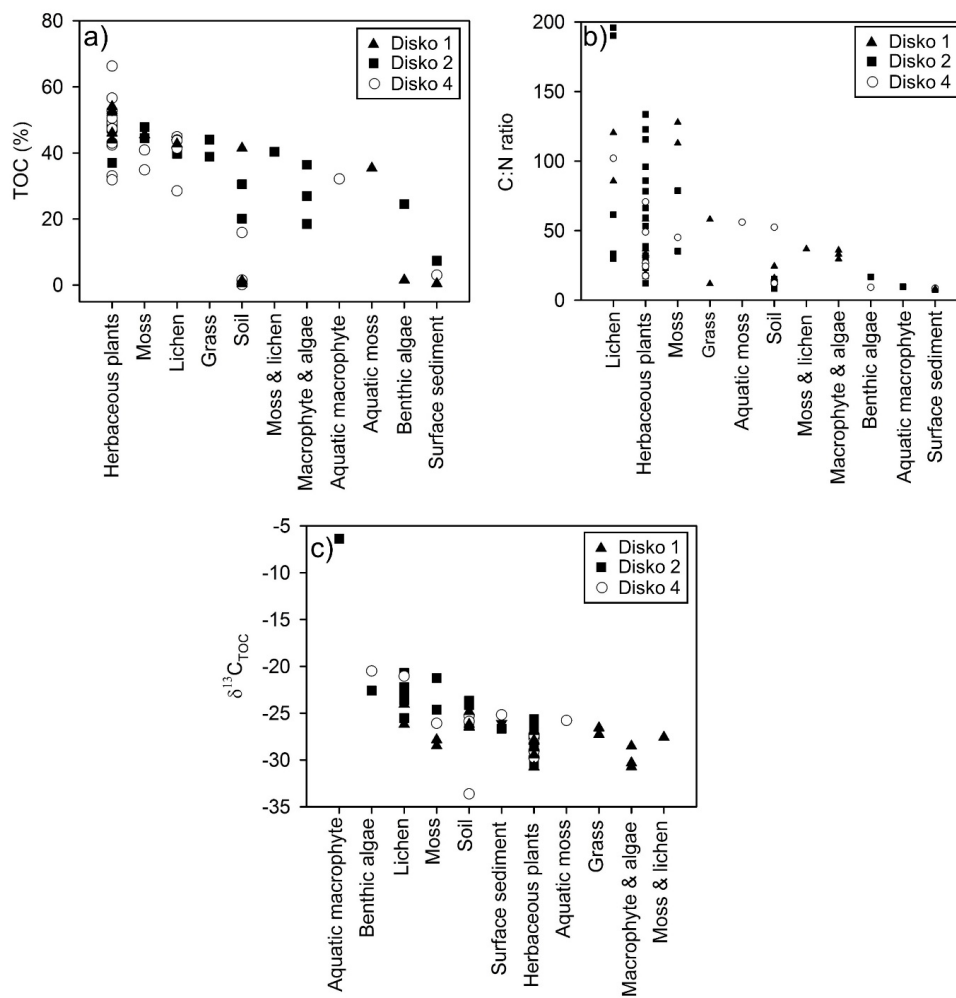 a)
TOC (%)
80
60
40
20
0
Disko 1
Disko 2
Disko 4
Herbaceous plants
Moss
Lichen
Grass
Soil
Moss & lichen
Macrophyte & algae
Aquatic macrophyte
Aquatic moss
Benthic algae
Surface sediment
b)
C:N ratio
200
150
100
50
0
Disko 1
Disko 2
Disko 4
Lichen
Herbaceous plants
Moss
Grass
Aquatic moss
Soil
Moss & lichen
Macrophyte & algae
Benthic algae
Aquatic macrophyte
Surface sediment
c)
δ¹³C_TOC
-5
-10
-15
-20
-25
-30
-35
Disko 1
Disko 2
Disko 4
Aquatic macrophyte
Benthic algae
Lichen
Moss
Soil
Surface sediment
Herbaceous plants
Aquatic moss
Grass
Macrophyte & algae
Moss & lichen